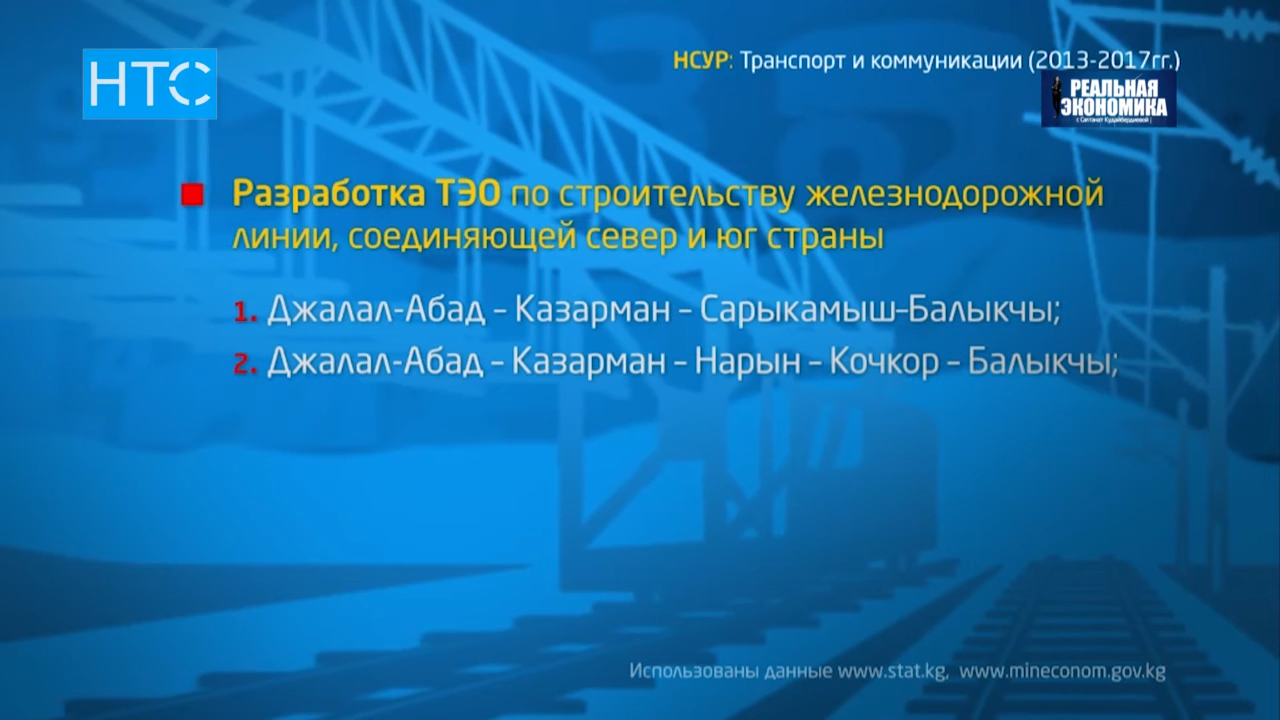 НТС
НСУР: Транспорт и коммуникации (2013-2017гг.)
РЕАЛЬНАЯ
ЭКОНОМИКА
с Салтанат Кудайбердиевой
Разработка ТЭО по строительству железнодорожной
линии, соединяющей север и юг страны
1. Джалал-Абад – Казарман – Сарыкамыш–Балыкчы;
2. Джалал-Абад – Казарман – Нарын – Кочкор – Балыкчы;
Использованы данные www.stat.kg, www.mineconom.gov.kg